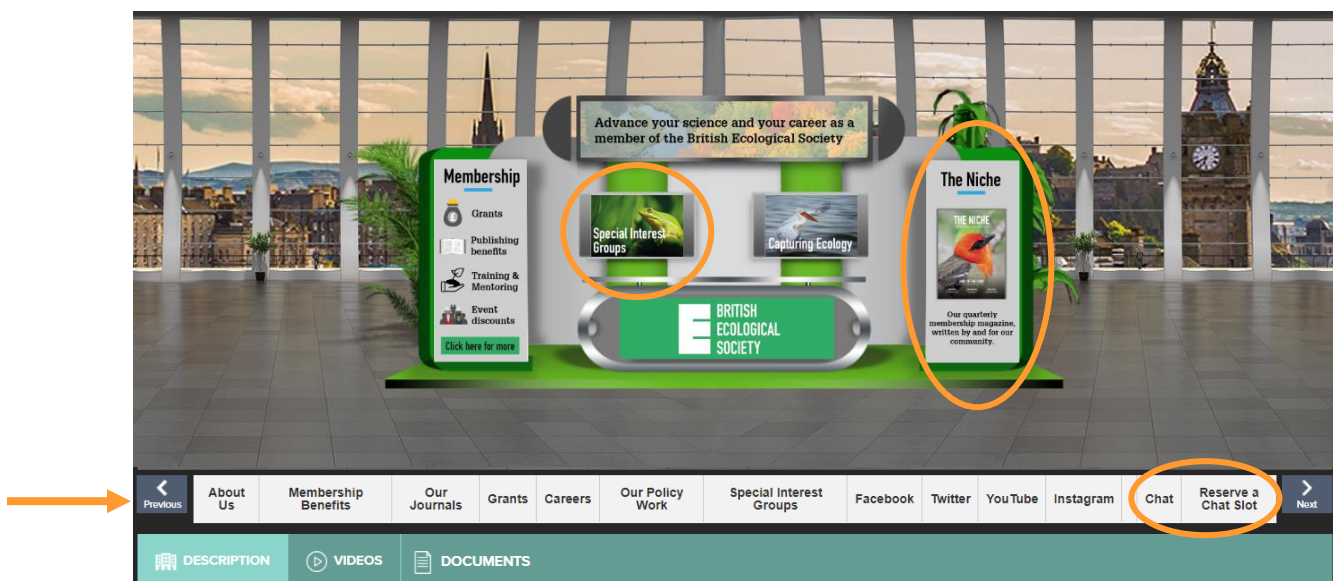 Advance your science and your career as a
member of the British Ecological Society
Membership
Grants
Publishing
benefits
Training &
Mentoring
Event
discounts
Click here for more
Special Interest
Groups
Capturing Ecology
BRITISH
ECOLOGICAL
SOCIETY
The Niche
THE NICHE
Our quarterly
membership magazine,
written by and for our
community.
Previous
About
Us
Membership
Benefits
Our
Journals
Grants
Careers
Our Policy
Work
Special Interest
Groups
Facebook
Twitter
YouTube
Instagram
Chat
Reserve a
Chat Slot
Next
DESCRIPTION
VIDEOS
DOCUMENTS